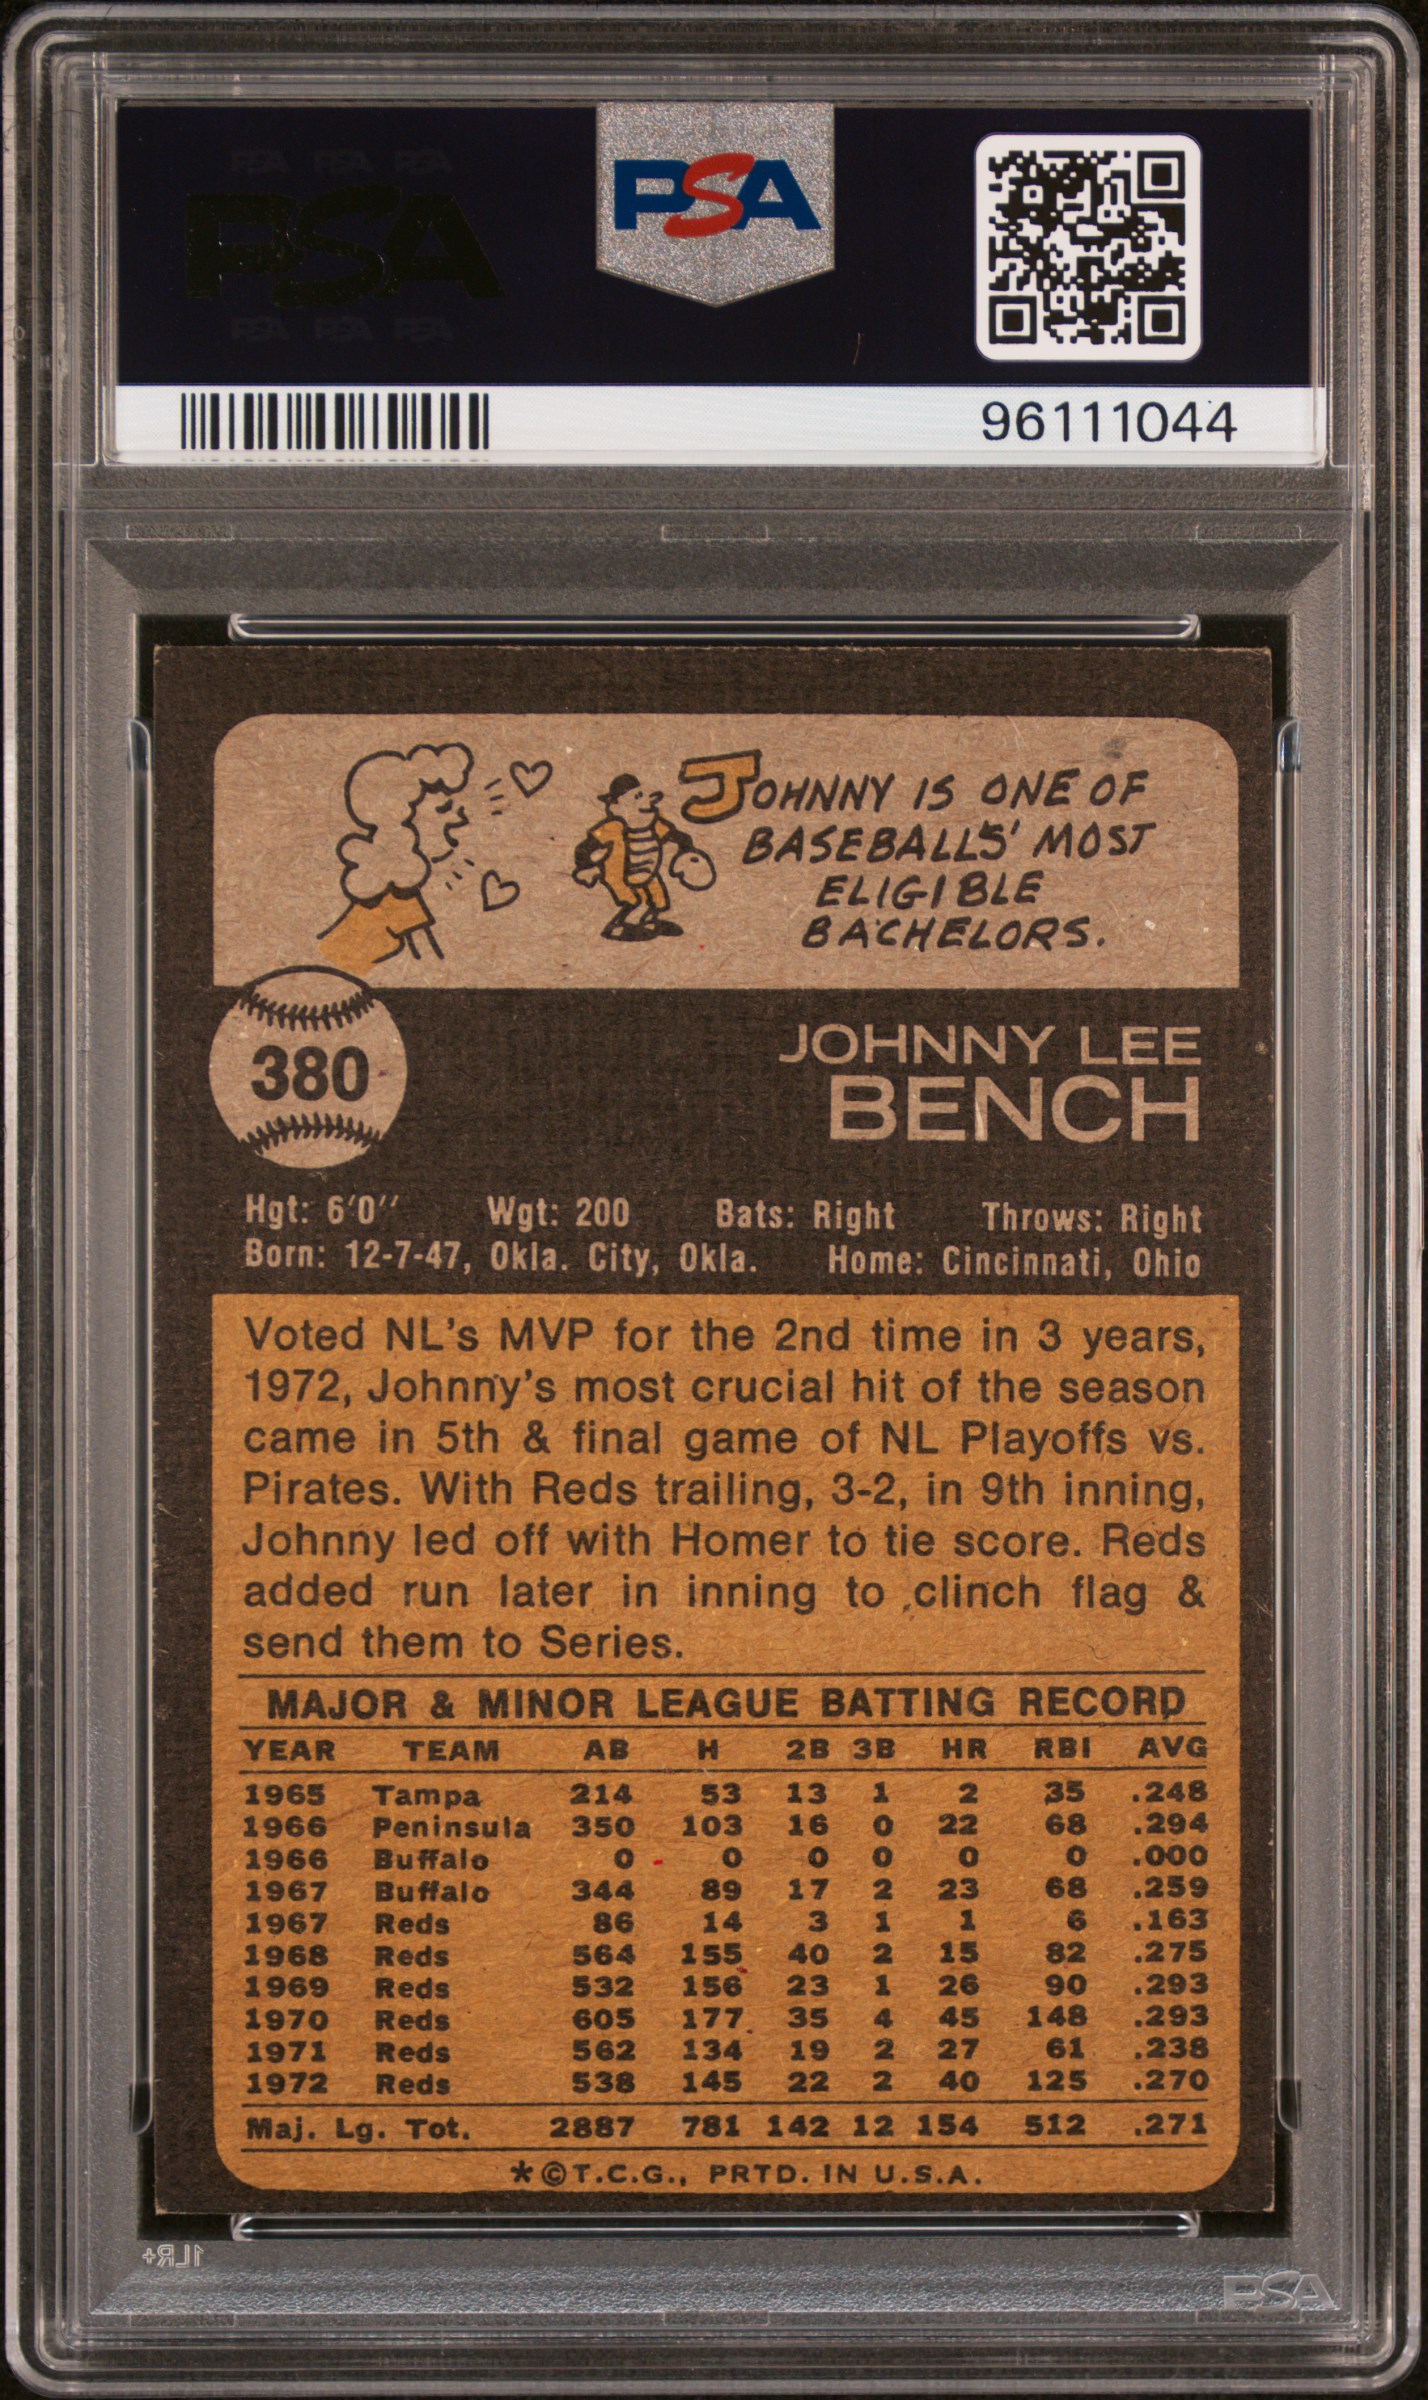 PSA PSA PSA
PSA
PSA PSA PSA
PSA
96111044
JOHNNY IS ONE OF
BASEBALLS' MOST
ELIGIBLE
BACHELORS.
380
JOHNNY LEE
BENCH
Hgt: 6'0" Wgt: 200 Bats: Right Throws: Right
Born: 12-7-47, Okla. City, Okla. Home: Cincinnati, Ohio
Voted NL's MVP for the 2nd time in 3 years,
1972, Johnny's most crucial hit of the season
came in 5th & final game of NL Playoffs vs.
Pirates. With Reds trailing, 3-2, in 9th inning,
Johnny led off with Homer to tie score. Reds
added run later in inning to clinch flag &
send them to Series.
MAJOR & MINOR LEAGUE BATTING RECORD
YEAR TEAM AB H 2B 3B HR RBI AVG
1965 Tampa 214 53 13 1 2 35 .248
1966 Peninsula 350 103 16 0 22 68 .294
1966 Buffalo 0 0 0 0 0 0 .000
1967 Buffalo 344 89 17 2 23 68 .259
1967 Reds 86 14 3 1 1 6 .163
1968 Reds 564 155 40 2 15 82 .275
1969 Reds 532 156 23 1 26 90 .293
1970 Reds 605 177 35 4 45 148 .293
1971 Reds 562 134 19 2 27 61 .238
1972 Reds 538 145 22 2 40 125 .270
Maj. Lg. Tot. 2887 781 142 12 154 512 .271
*©T.C.G., PRTD. IN U.S.A.
1LR+
PSA